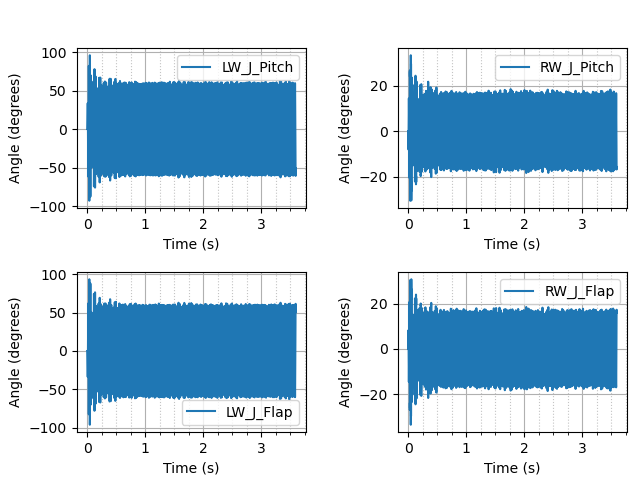 100
50
0
−50
−100
Angle (degrees)
LW_J_Pitch
0 1 2 3
Time (s)
20
0
−20
Angle (degrees)
RW_J_Pitch
0 1 2 3
Time (s)
100
50
0
−50
−100
Angle (degrees)
LW_J_Flap
0 1 2 3
Time (s)
20
0
−20
Angle (degrees)
RW_J_Flap
0 1 2 3
Time (s)